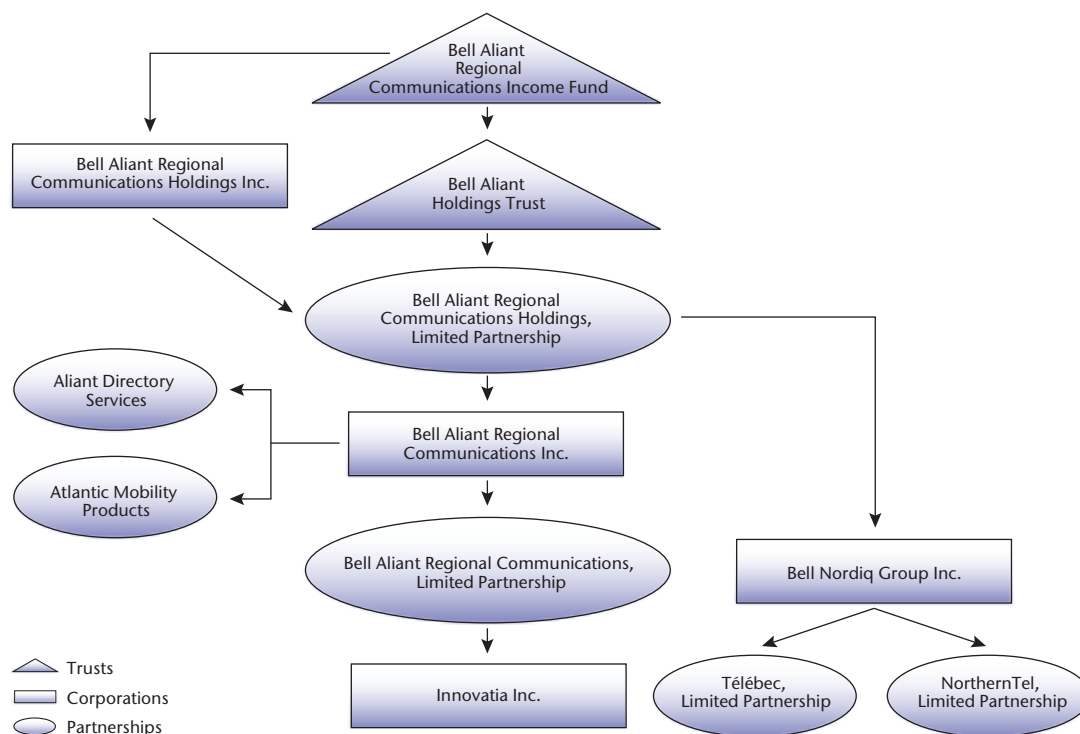 Bell Aliant
Regional
Communications Income Fund
Bell Aliant Regional
Communications Holdings Inc.
Bell Aliant
Holdings Trust
Bell Aliant Regional
Communications Holdings,
Limited Partnership
Aliant Directory
Services
Bell Aliant Regional
Communications Inc.
Atlantic Mobility
Products
Bell Aliant Regional Communications,
Limited Partnership
Bell Nordiq Group Inc.
Innovatia Inc.
Télébec,
Limited Partnership
NorthernTel,
Limited Partnership
Trusts
Corporations
Partnerships